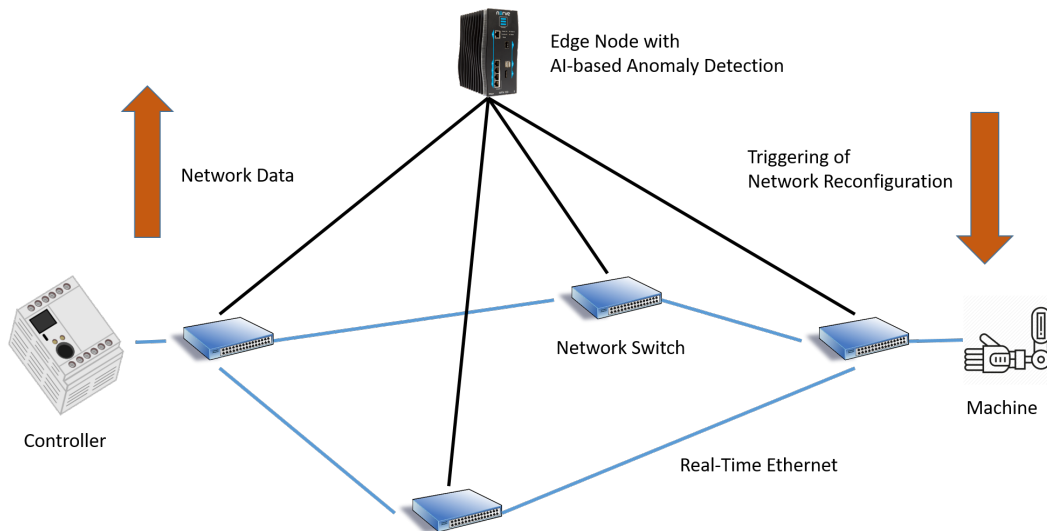 nerve
Edge Node with
AI-based Anomaly Detection
Network Data
Triggering of
Network Reconfiguration
Network Switch
Machine
Controller
Real-Time Ethernet